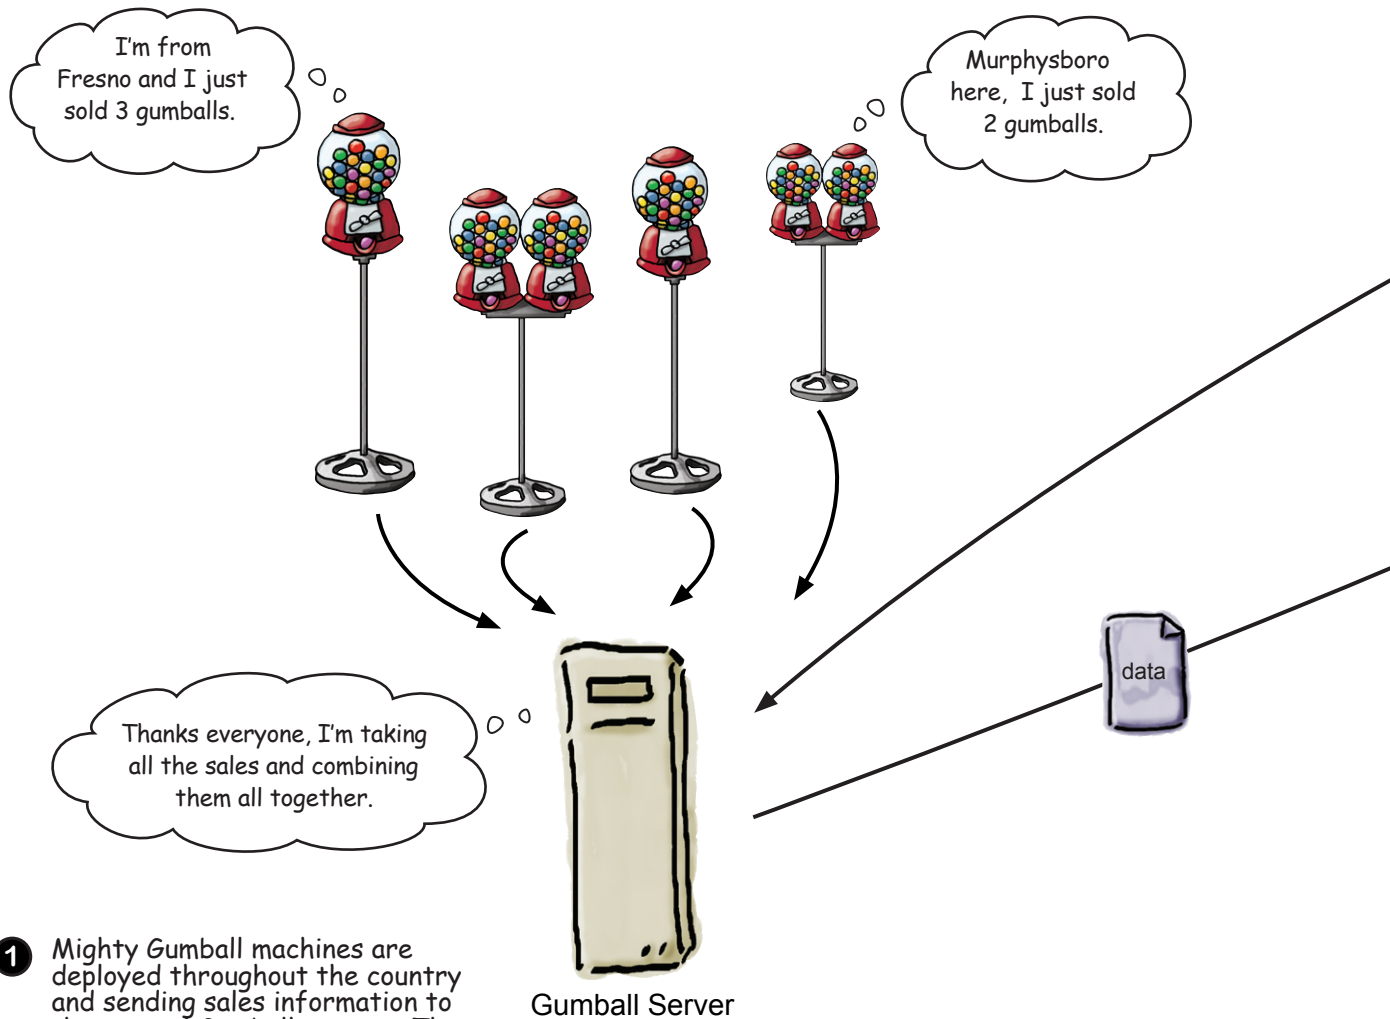 I'm from
Fresno and I just
sold 3 gumballs.
Murphysboro
here, I just sold
2 gumballs.
data
Thanks everyone, I'm taking
all the sales and combining
them all together.
1 Mighty Gumball machines are
deployed throughout the country
and sending sales information to
Gumball Server